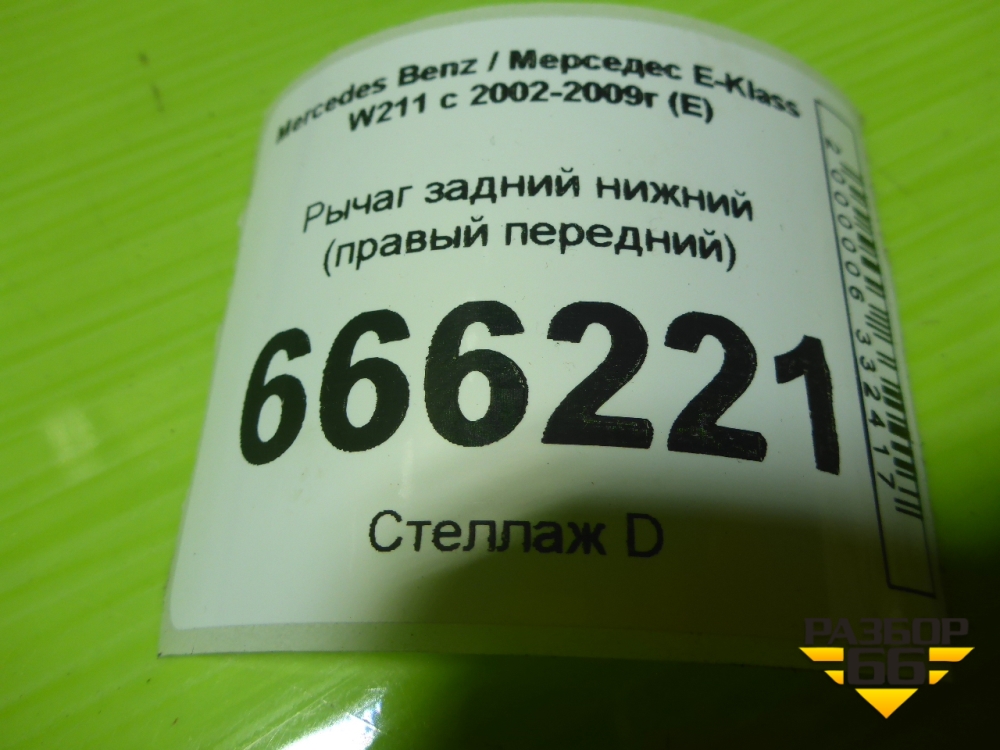 Mercedes Benz / Мерседес E-Klass
W211 с 2002-2009г (E)
Рычаг задний нижний
(правый передний)
666221
Стеллаж D
2000006332417
РАЗБОР
66